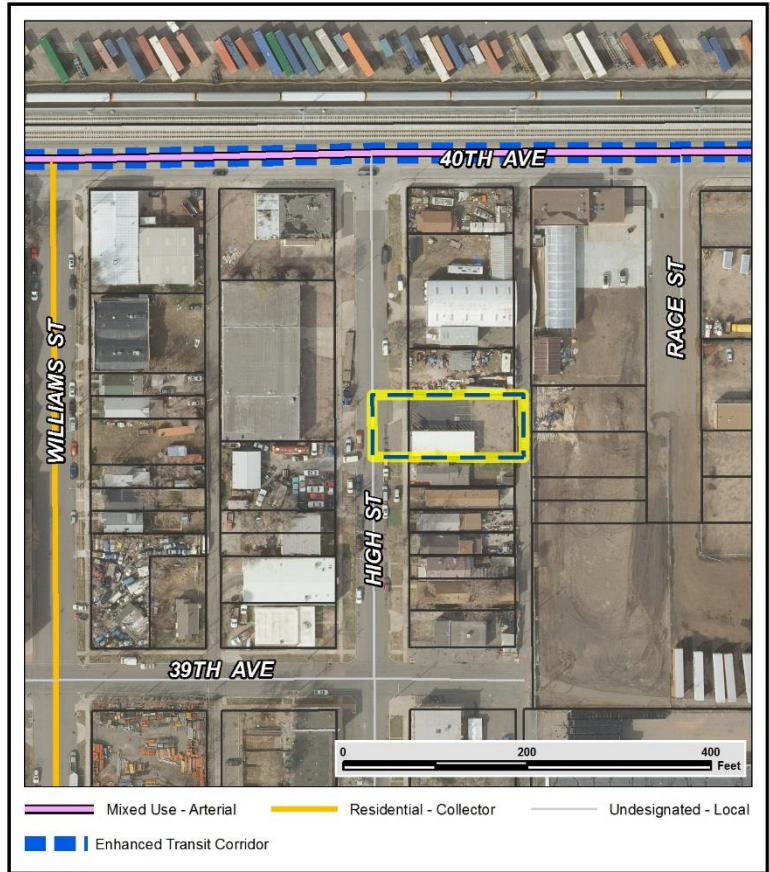 40TH AVE
WILLIAMS ST
HIGH ST
RACE ST
39TH AVE
0 200 400
Feet
Mixed Use - Arterial Residential - Collector Undesignated - Local
Enhanced Transit Corridor